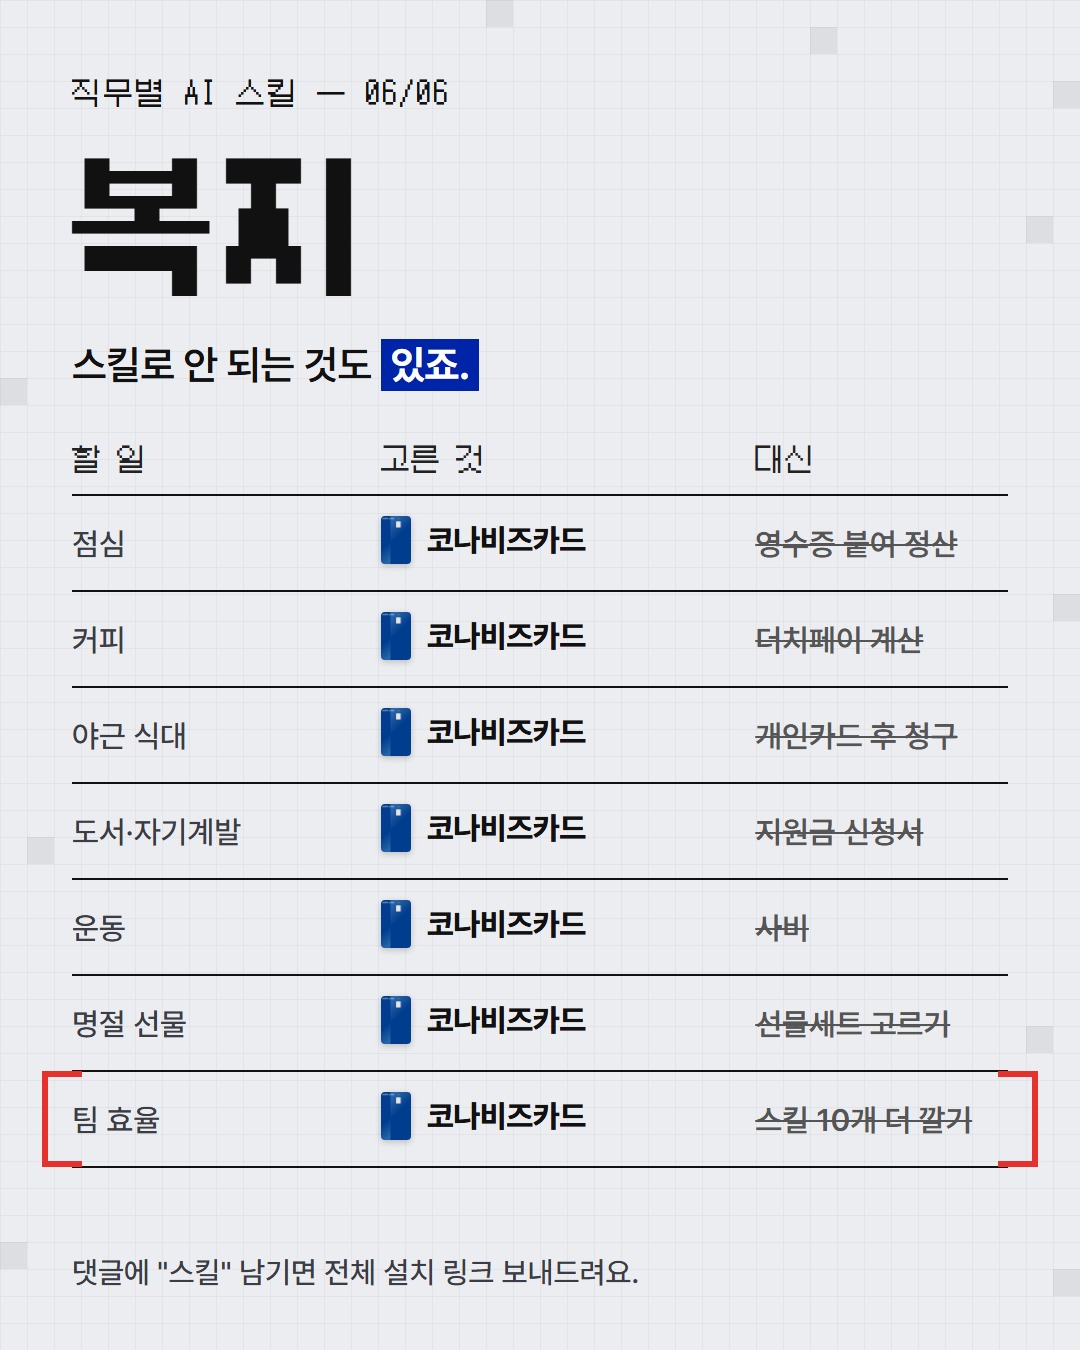 직무별 AI 스킬 — 06/06
복지
스킬로 안 되는 것도 있죠.
할 일 고른 것 대신
점심 코나비즈카드 영수증 붙여 정산
커피 코나비즈카드 더치페이 계산
야근 식대 코나비즈카드 개인카드 후 청구
도서·자기계발 코나비즈카드 지원금 신청서
운동 코나비즈카드 사비
명절 선물 코나비즈카드 선물세트 고르기
팀 효율 코나비즈카드 스킬 10개 더 깔기
댓글에 "스킬" 남기면 전체 설치 링크 보내드려요.